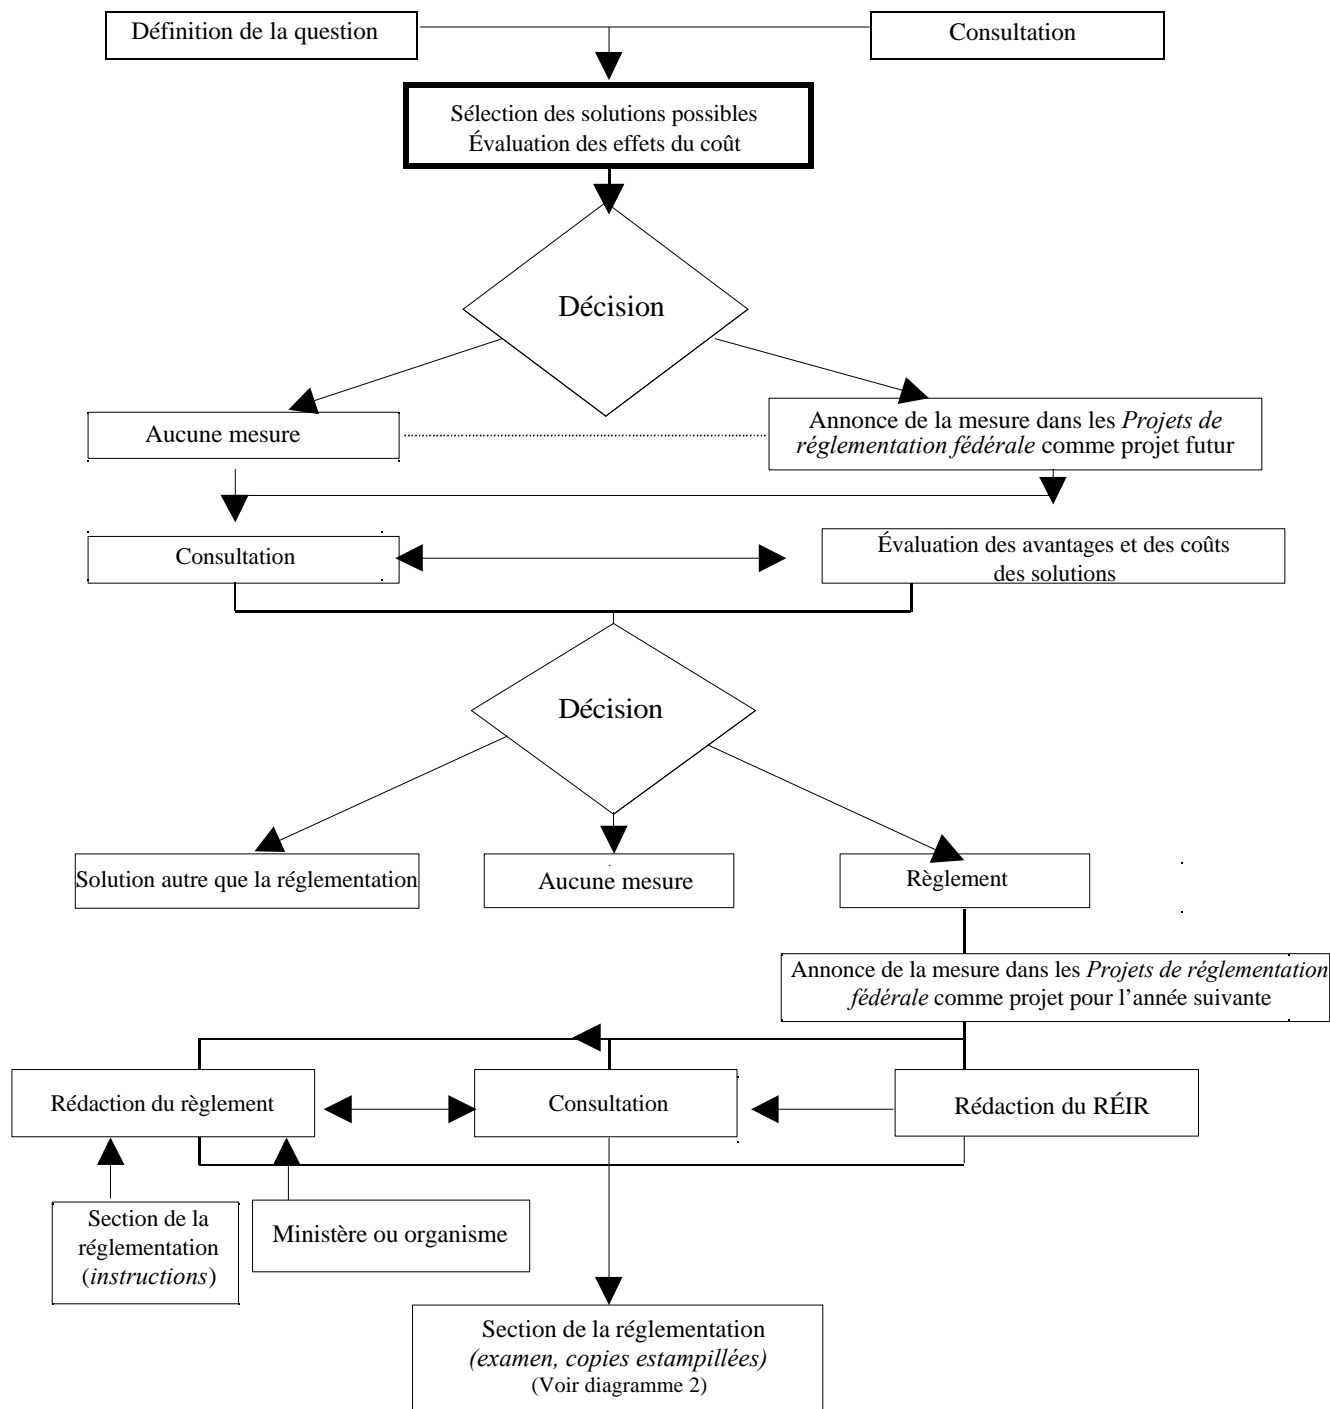 Définition de la question
Consultation
Sélection des solutions possibles
Évaluation des effets du coût
Décision
Aucune mesure
Annonce de la mesure dans les Projets de
réglementation fédérale comme projet futur
Consultation
Évaluation des avantages et des coûts
des solutions
Décision
Solution autre que la réglementation
Aucune mesure
Règlement
Annonce de la mesure dans les Projets de réglementation
fédérale comme projet pour l'année suivante
Rédaction du règlement
Consultation
Rédaction du RÉIR
Section de la
réglementation
(instructions)
Ministère ou organisme
Section de la réglementation
(examen, copies estampillées)
(Voir diagramme 2)